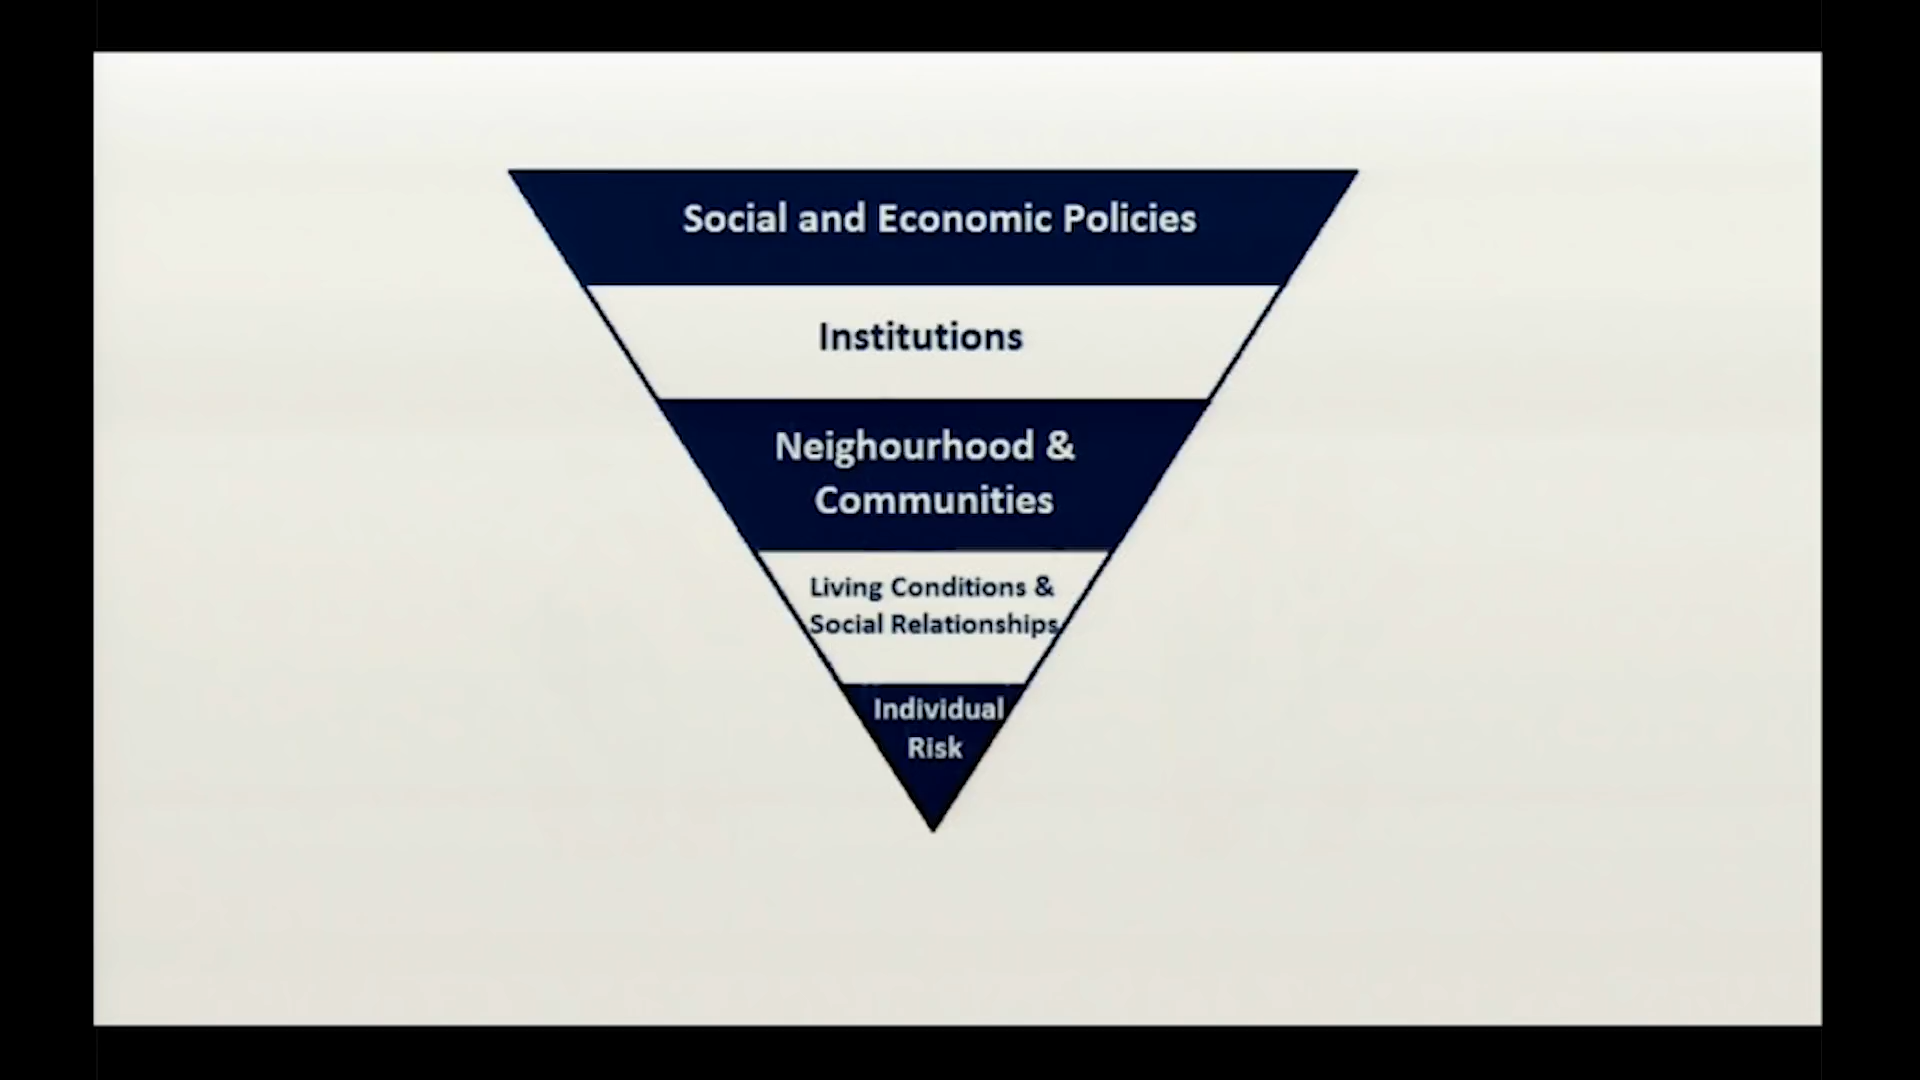 Social and Economic Policies
Institutions
Neighourhood &
Communities
Living Conditions &
Social Relationships
Individual
Risk